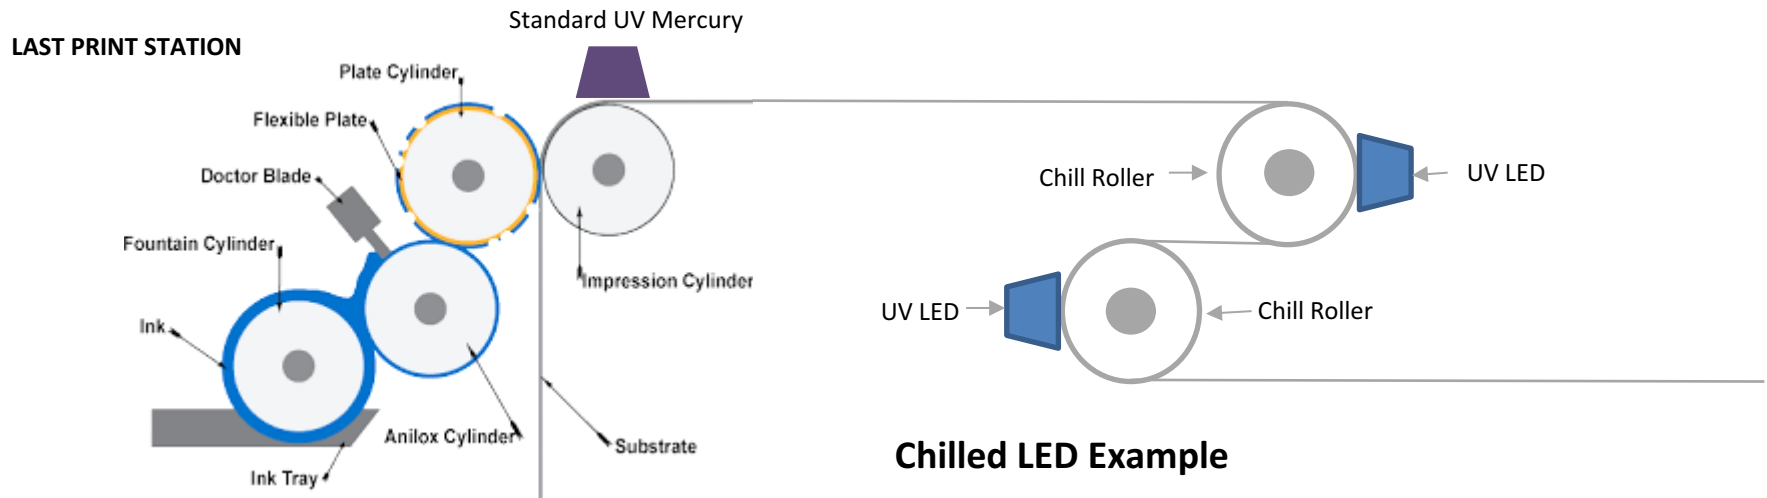 Standard UV Mercury
LAST PRINT STATION
Plate Cylinder
Flexible Plate
Doctor Blade
Fountain Cylinder
Ink
Ink Tray
Anilox Cylinder
Substrate
Impression Cylinder
Chill Roller
UV LED
UV LED
Chill Roller
Chilled LED Example